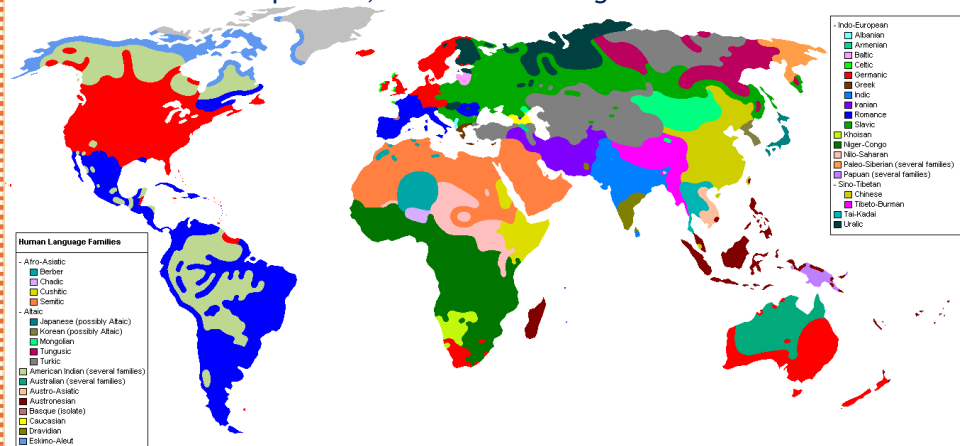 Human Language Families
- Afro-Asiatic
Berber
Chadic
Cushitic
Semitic
- Altaic
Japanese (possibly Altaic)
Korean (possibly Altaic)
Mongolian
Tungusic
Turkic
American Indian (several families)
Australian (several families)
Austro-Asiatic
Austronesian
Basque (isolate)
Caucasian
Dravidian
Eskimo-Aleut
- Indo-European
Albanian
Armenian
Baltic
Celtic
Germanic
Greek
Indic
Iranian
Romance
Slavic
Khoisan
Niger-Congo
Nilo-Saharan
Paleo-Siberian (several families)
Papuan (several families)
- Sino-Tibetan
Chinese
Tibeto-Burman
Tai-Kadai
Uralic